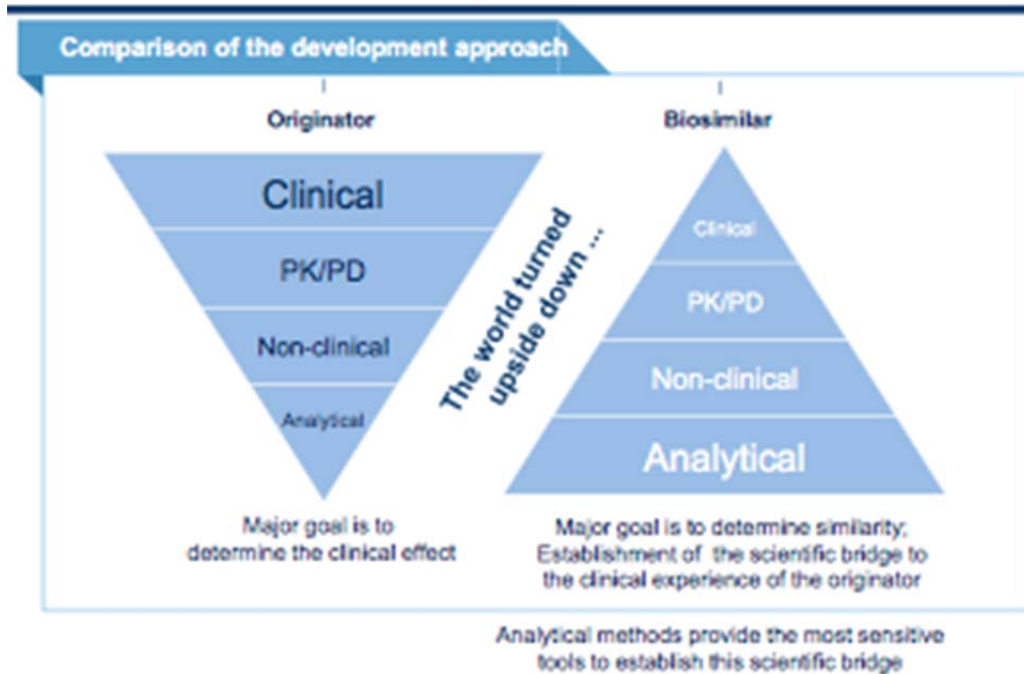 Comparison of the development approach
Originator
Clinical
PK/PD
Non-clinical
Analytical
Major goal is to
determine the clinical effect
The world turned
upside down ...
Biosimilar
Clinical
PK/PD
Non-clinical
Analytical
Major goal is to determine similarity;
Establishment of the scientific bridge to
the clinical experience of the originator
Analytical methods provide the most sensitive
tools to establish this scientific bridge